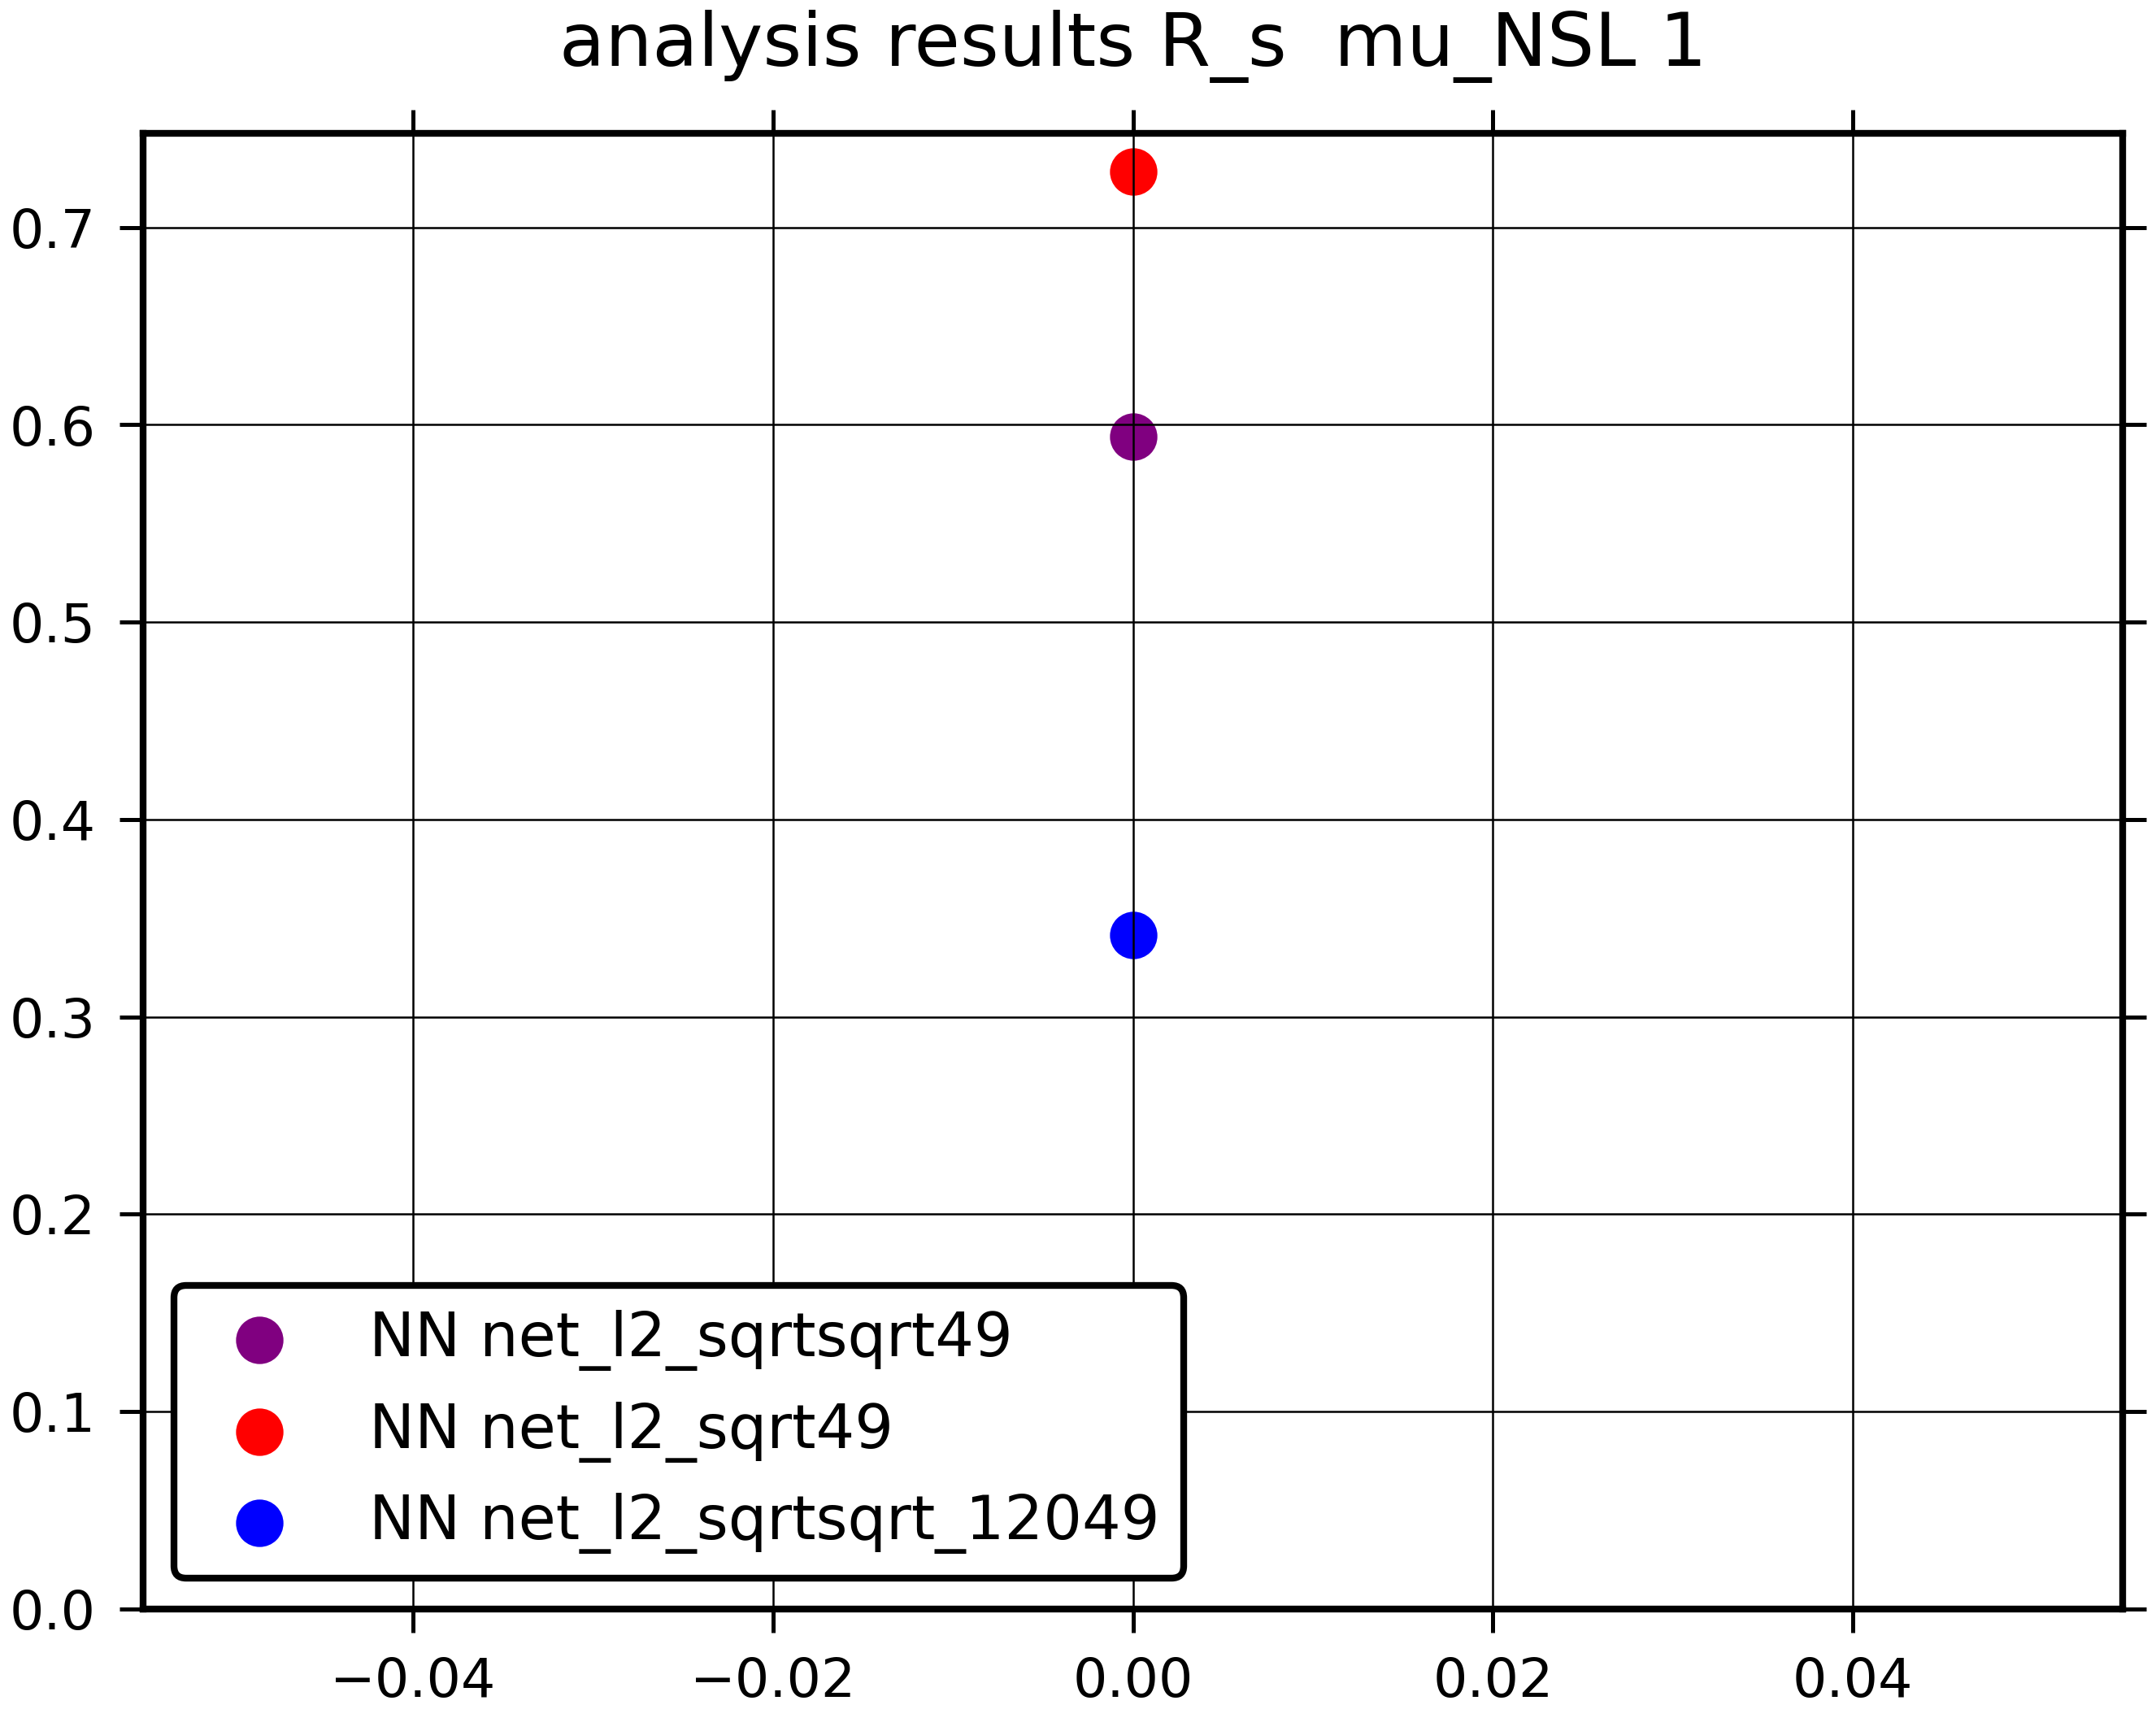 analysis results R_s  mu_NSL 1
0.7
0.6
0.5
0.4
0.3
0.2
0.1
0.0
NN net_l2_sqrtsqrt49
NN net_l2_sqrt49
NN net_l2_sqrtsqrt_12049
−0.04 −0.02 0.00 0.02 0.04